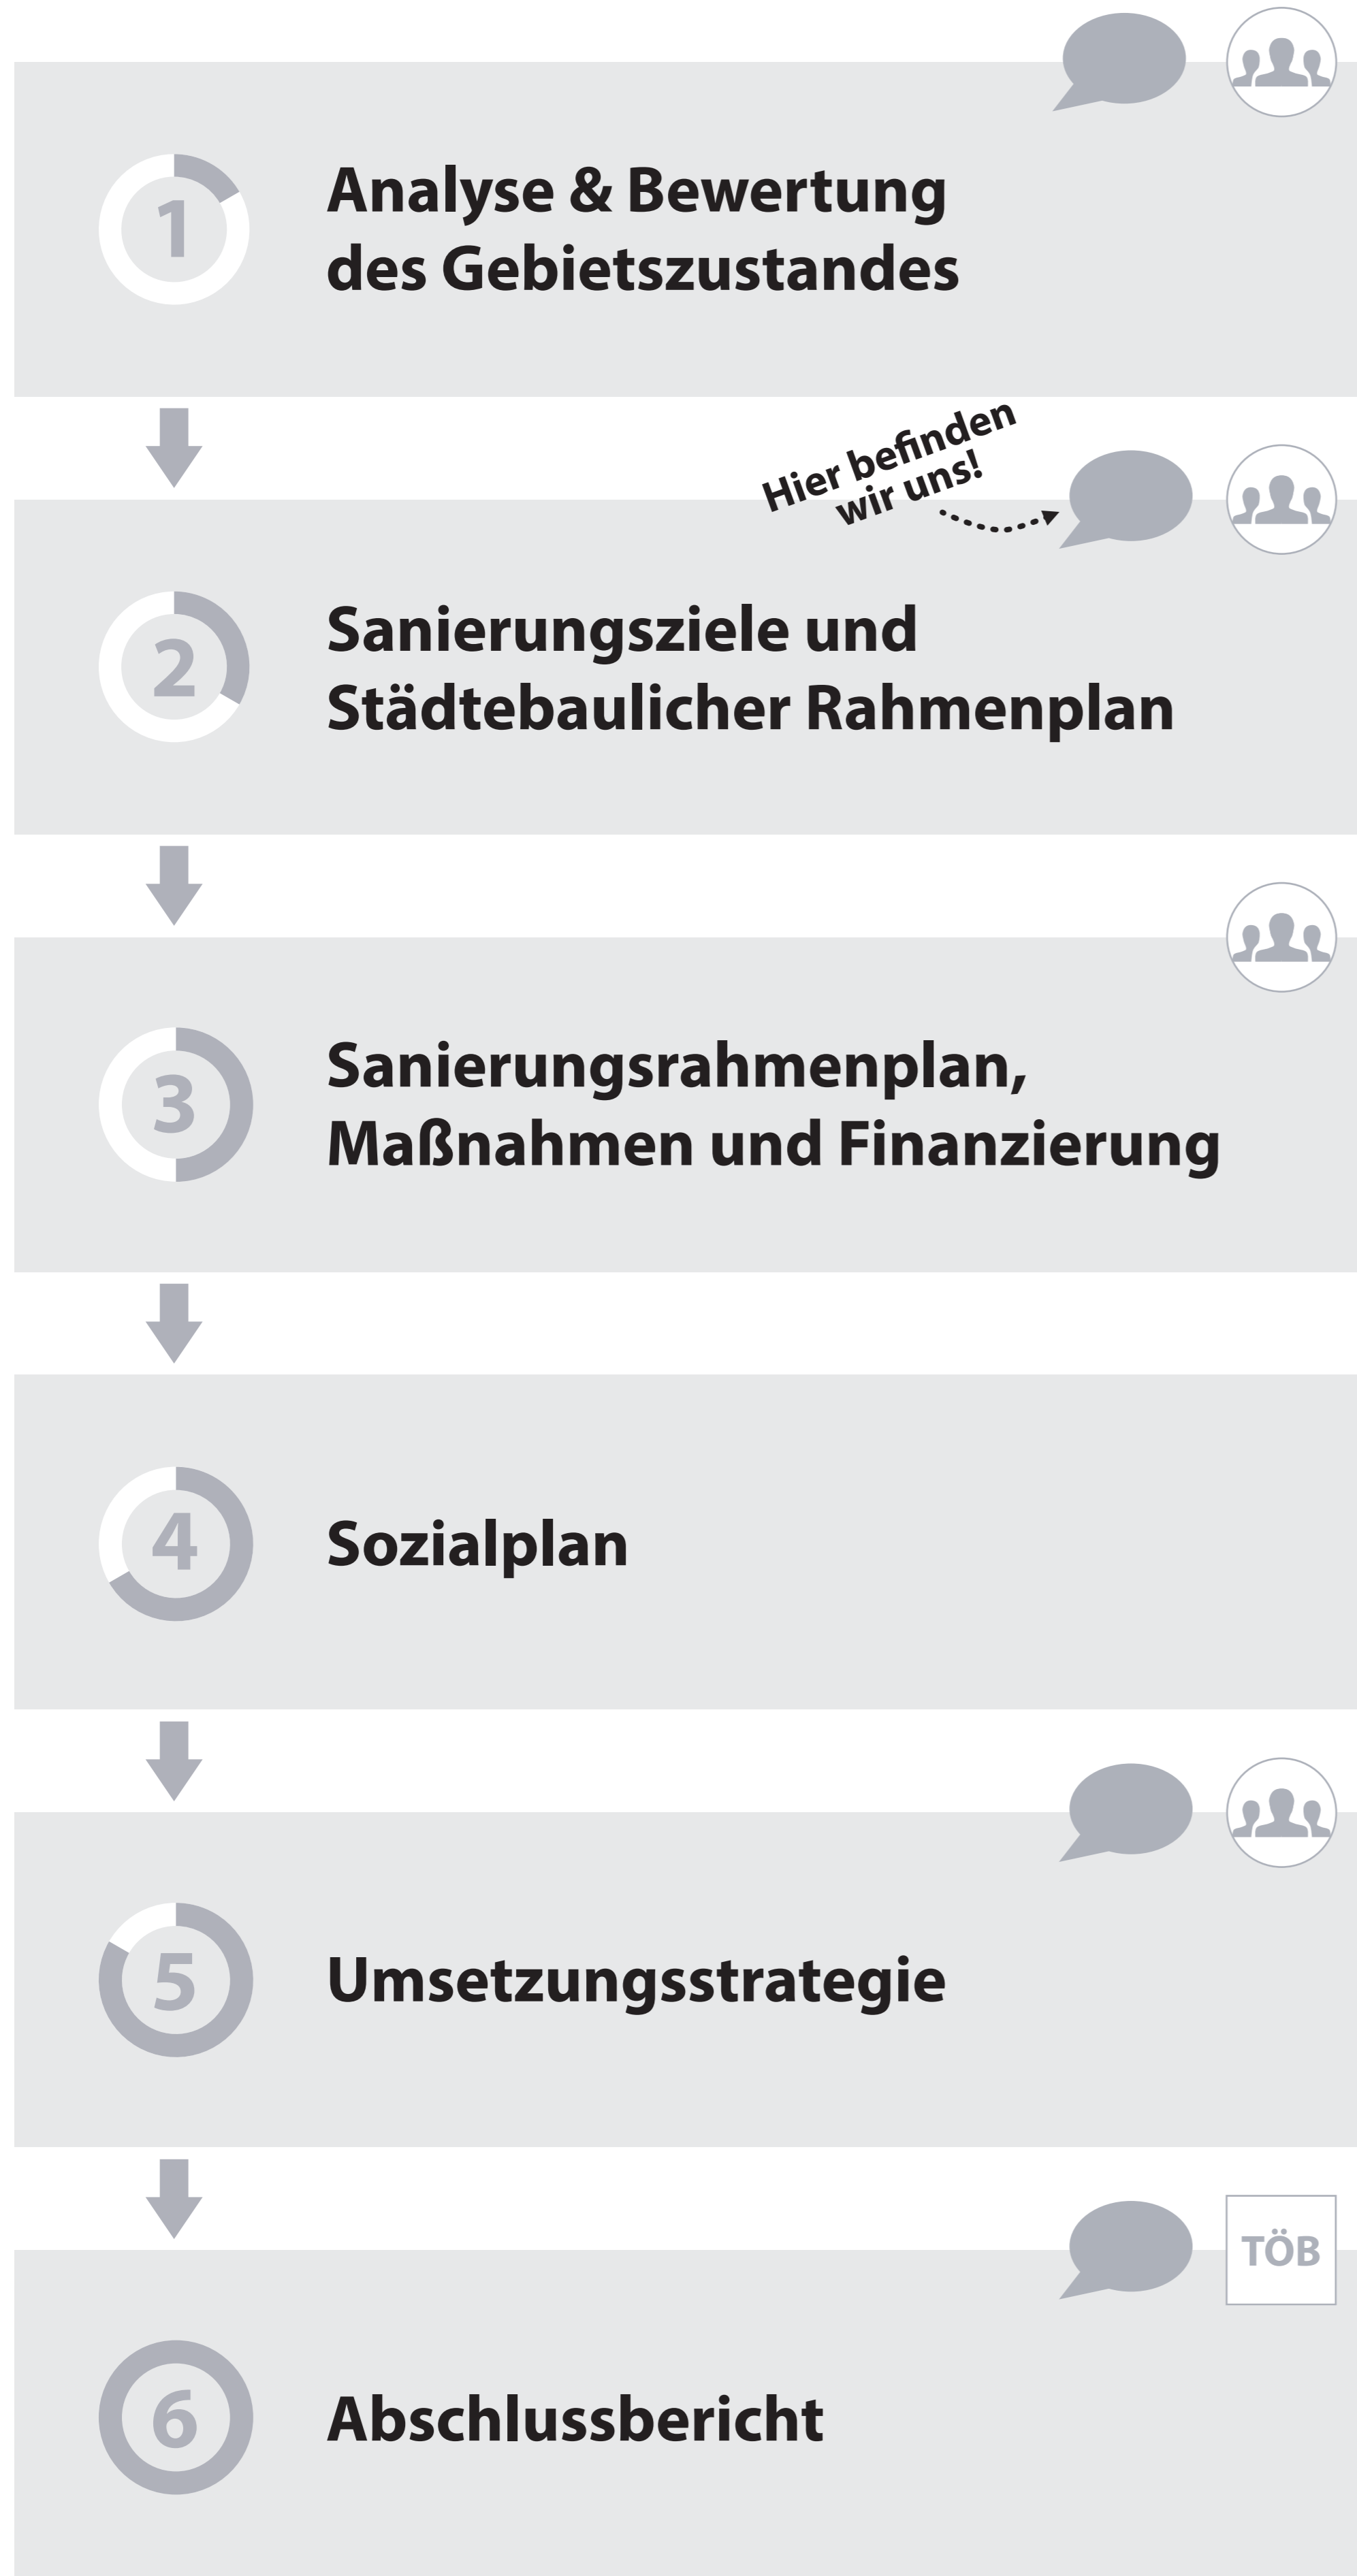 1
Analyse & Bewertung
des Gebietszustandes
Hier befinden
wir uns!
2
Sanierungsziele und
Städtebaulicher Rahmenplan
3
Sanierungsrahmenplan,
Maßnahmen und Finanzierung
4
Sozialplan
5
Umsetzungsstrategie
TÖB
6
Abschlussbericht